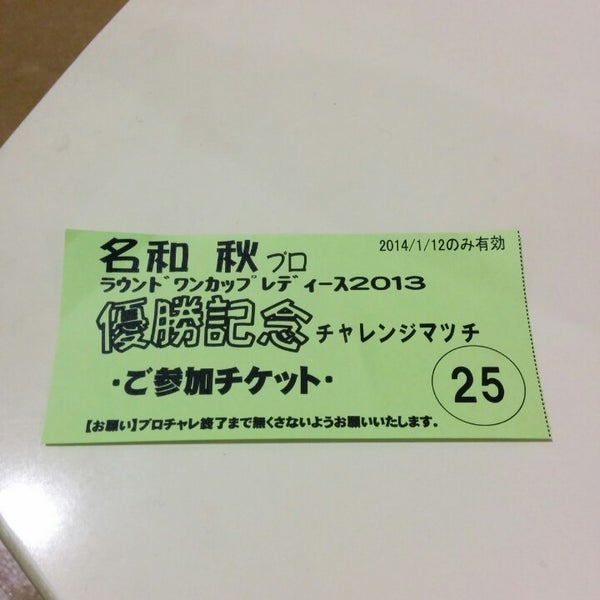 名和 秋プロ
2014/1/12のみ有効
ラウンドワンカップレディース2013
優勝記念チャレンジマッチ
・ご参加チケット・
25
【お願い】プロチャレ終了まで無くさないようお願いいたします。